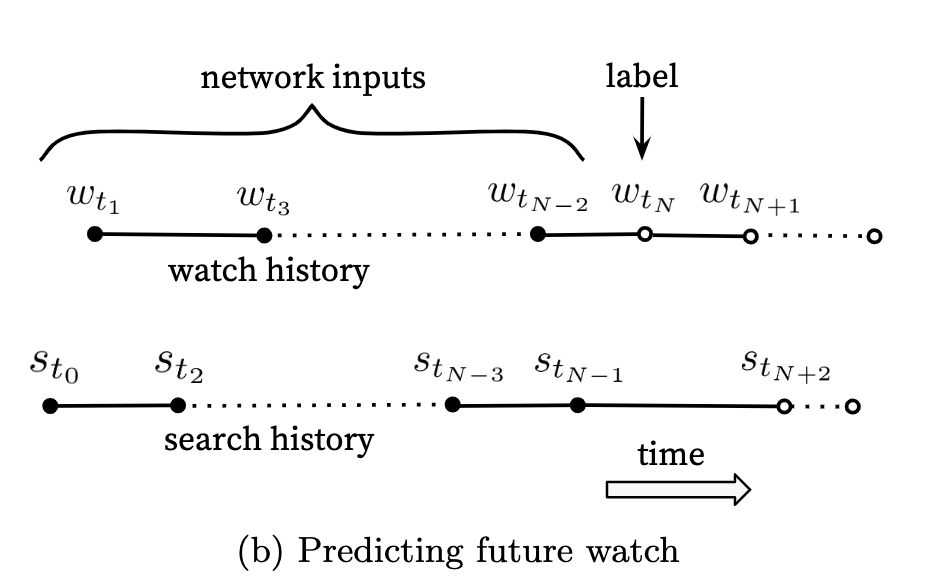 network inputs label
w_{t_1} w_{t_3} w_{t_{N-2}} w_{t_N} w_{t_{N+1}}
watch history
s_{t_0} s_{t_2} s_{t_{N-3}} s_{t_{N-1}} s_{t_{N+2}}
search history
time
(b) Predicting future watch